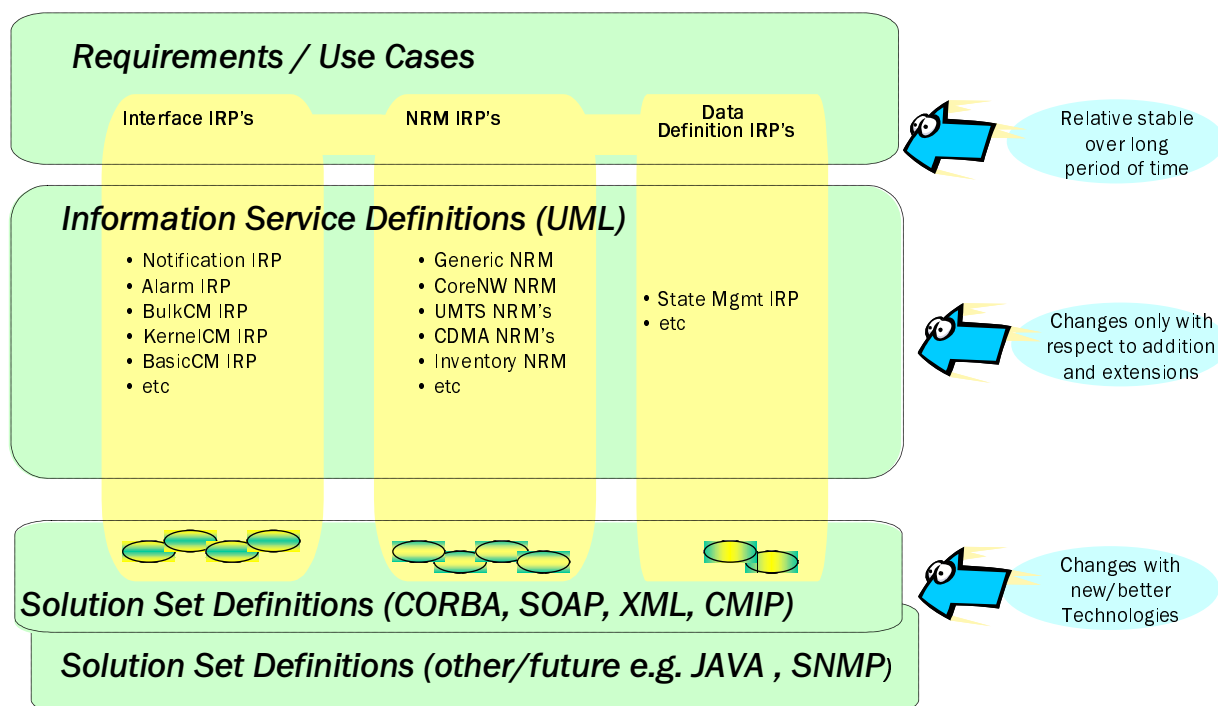 Requirements / Use Cases
Interface IRP's
NRM IRP's
Data
Definition IRP's
Relative stable
over long
period of time
Information Service Definitions (UML)
• Notification IRP
• Alarm IRP
• BulkCM IRP
• KernelCM IRP
• BasicCM IRP
• etc
• Generic NRM
• CoreNW NRM
• UMTS NRM's
• CDMA NRM's
• Inventory NRM
• etc
• State Mgmt IRP
• etc
Changes only with
respect to addition
and extensions
Solution Set Definitions (CORBA, SOAP, XML, CMIP)
Changes with
new/better
Technologies
Solution Set Definitions (other/future e.g. JAVA , SNMP)